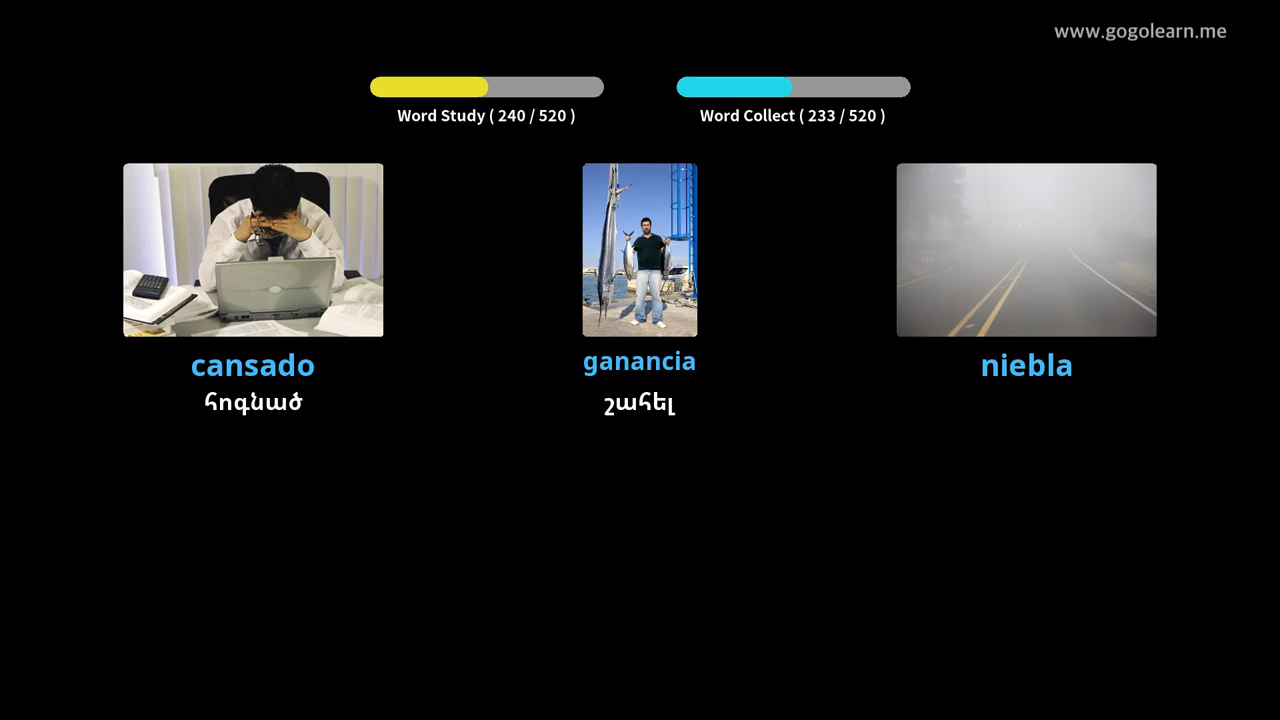 www.gogolearn.me
Word Study ( 240 / 520 )
Word Collect ( 233 / 520 )
cansado
ganancia
niebla
հոգնած
շահել